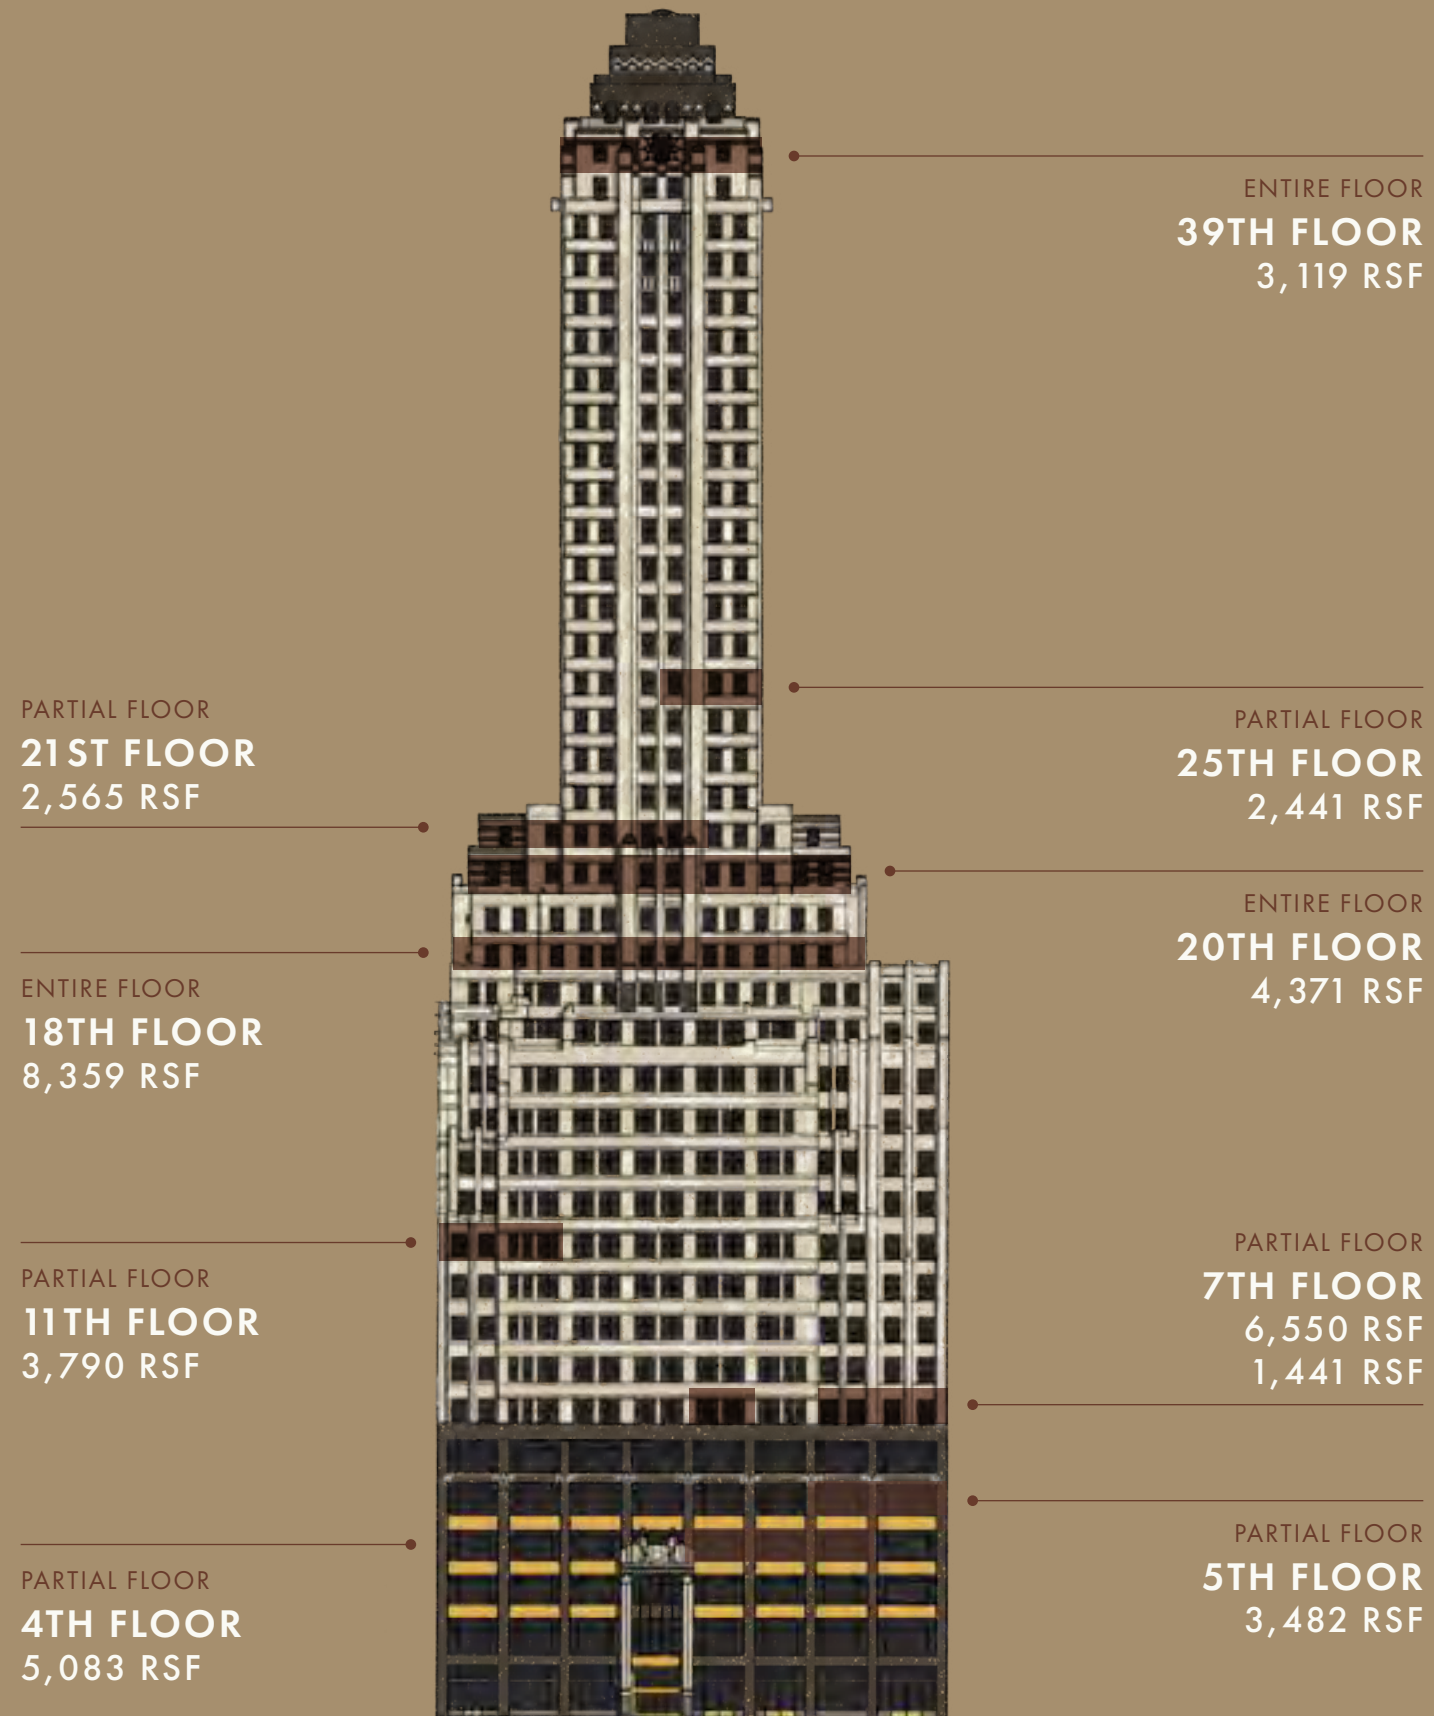 ENTIRE FLOOR
39TH FLOOR
3,119 RSF
PARTIAL FLOOR
21ST FLOOR
2,565 RSF
PARTIAL FLOOR
25TH FLOOR
2,441 RSF
ENTIRE FLOOR
20TH FLOOR
4,371 RSF
ENTIRE FLOOR
18TH FLOOR
8,359 RSF
PARTIAL FLOOR
11TH FLOOR
3,790 RSF
PARTIAL FLOOR
7TH FLOOR
6,550 RSF
1,441 RSF
PARTIAL FLOOR
5TH FLOOR
3,482 RSF
PARTIAL FLOOR
4TH FLOOR
5,083 RSF